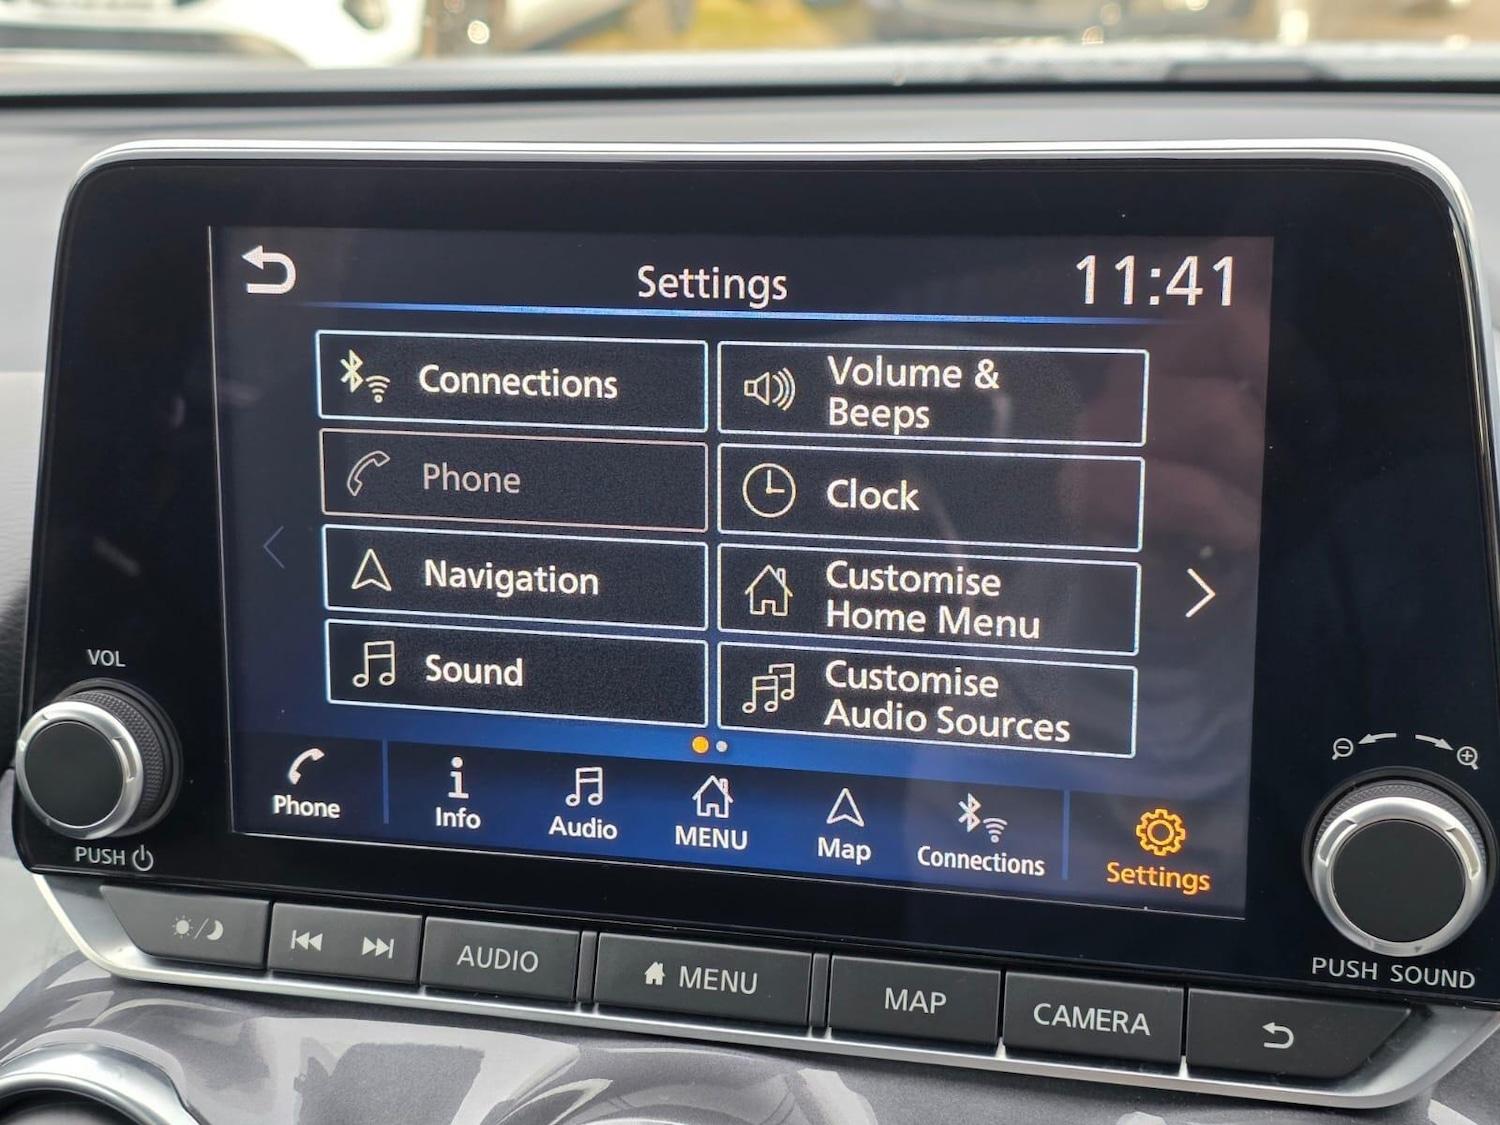 Settings
11:41
Connections
Volume &
Beeps
Phone
Clock
Navigation
Customise
Home Menu
Sound
Customise
Audio Sources
Phone
Info
Audio
MENU
Map
Connections
Settings
VOL
PUSH
PUSH SOUND
AUDIO
MENU
MAP
CAMERA